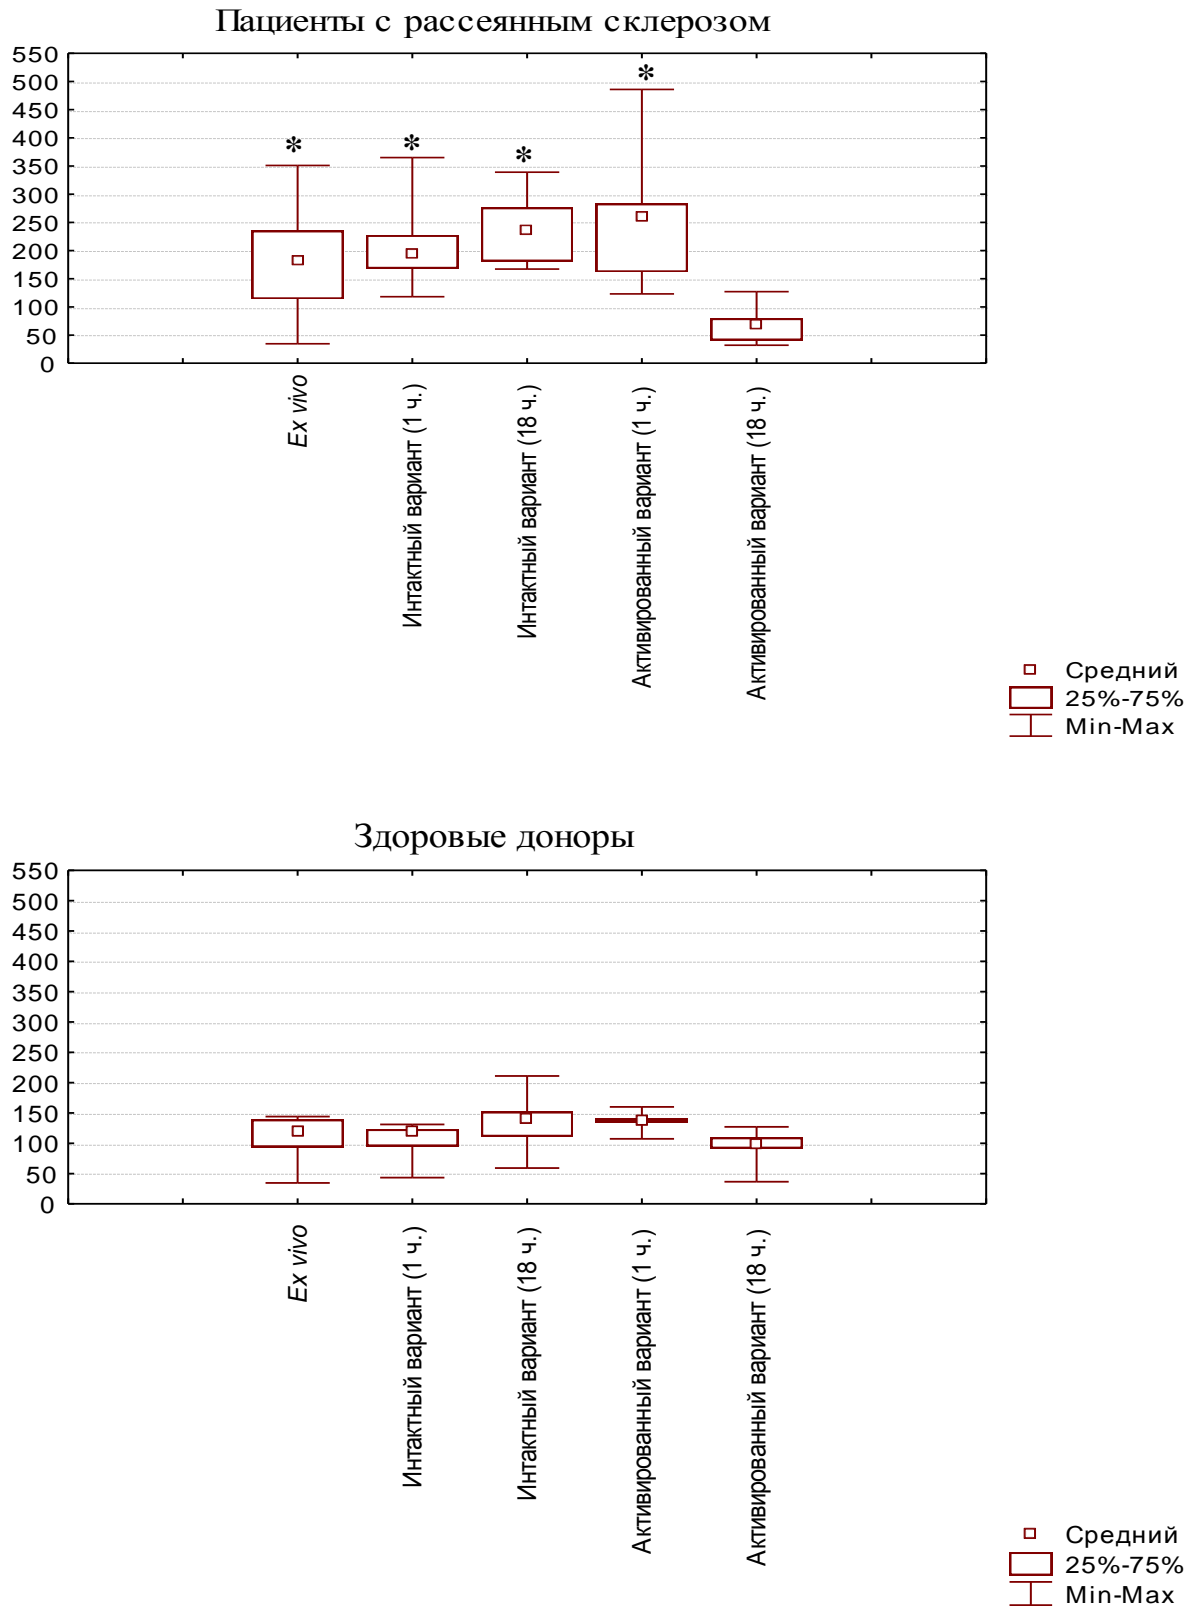 Пациенты с рассеянным склерозом
550
500
450
400
350
300
250
200
150
100
50
0
*
*
*
*
Ex vivo
Интактный вариант (1 ч.)
Интактный вариант (18 ч.)
Активированный вариант (1 ч.)
Активированный вариант (18 ч.)
Средний
25%-75%
Min-Max
Здоровые доноры
550
500
450
400
350
300
250
200
150
100
50
0
Ex vivo
Интактный вариант (1 ч.)
Интактный вариант (18 ч.)
Активированный вариант (1 ч.)
Активированный вариант (18 ч.)
Средний
25%-75%
Min-Max